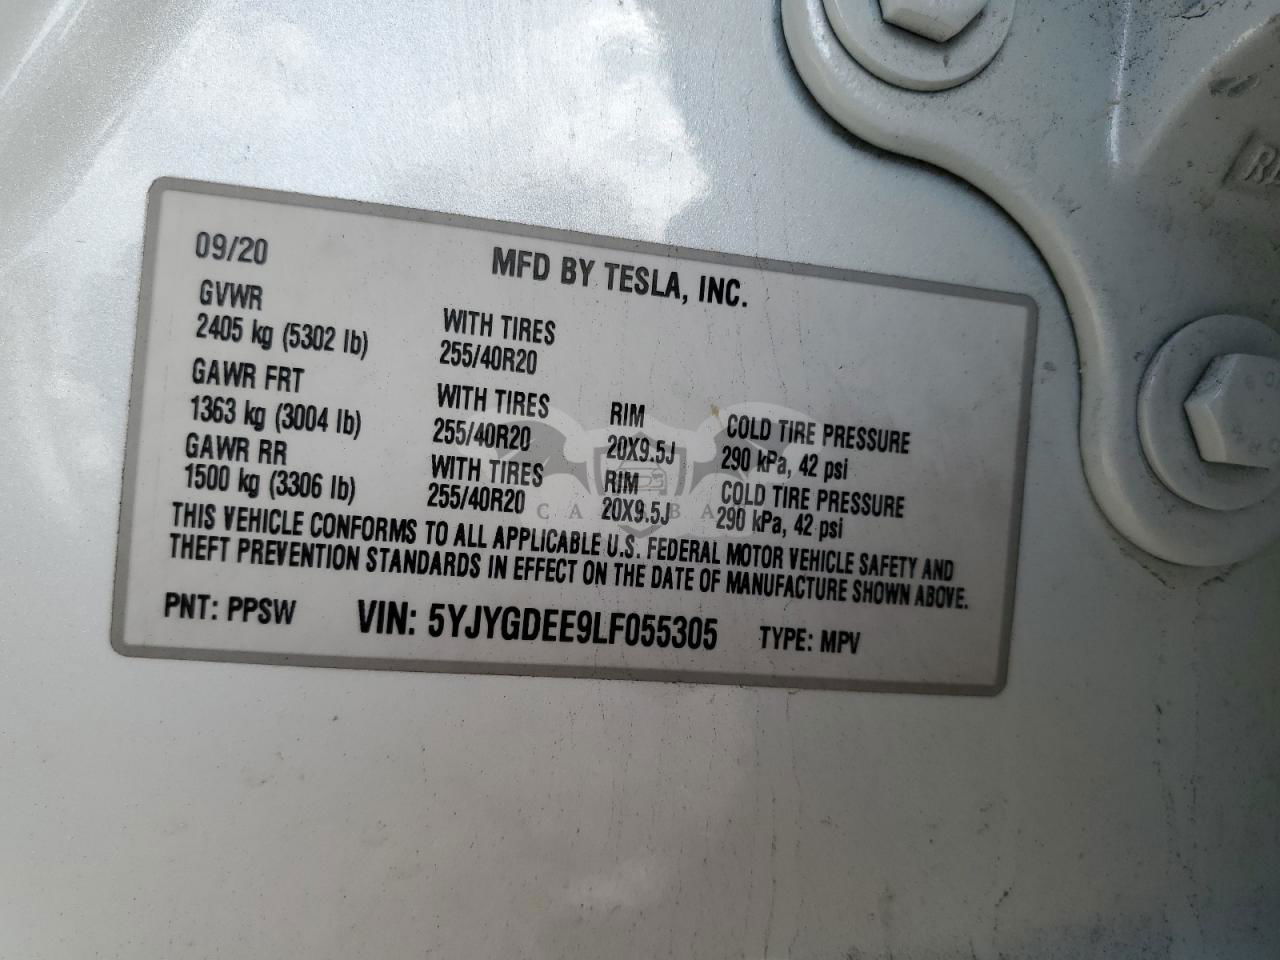 09/20 MFD BY TESLA, INC.
GVWR
2405 kg (5302 lb) WITH TIRES
255/40R20
GAWR FRT
1363 kg (3004 lb) WITH TIRES RIM COLD TIRE PRESSURE
255/40R20 20X9.5J 290 kPa, 42 psi
GAWR RR
1500 kg (3306 lb) WITH TIRES RIM COLD TIRE PRESSURE
255/40R20 20X9.5J 290 kPa, 42 psi
THIS VEHICLE CONFORMS TO ALL APPLICABLE U.S. FEDERAL MOTOR VEHICLE SAFETY AND
THEFT PREVENTION STANDARDS IN EFFECT ON THE DATE OF MANUFACTURE SHOWN ABOVE.
PNT: PPSW VIN: 5YJYGDEE9LF055305 TYPE: MPV